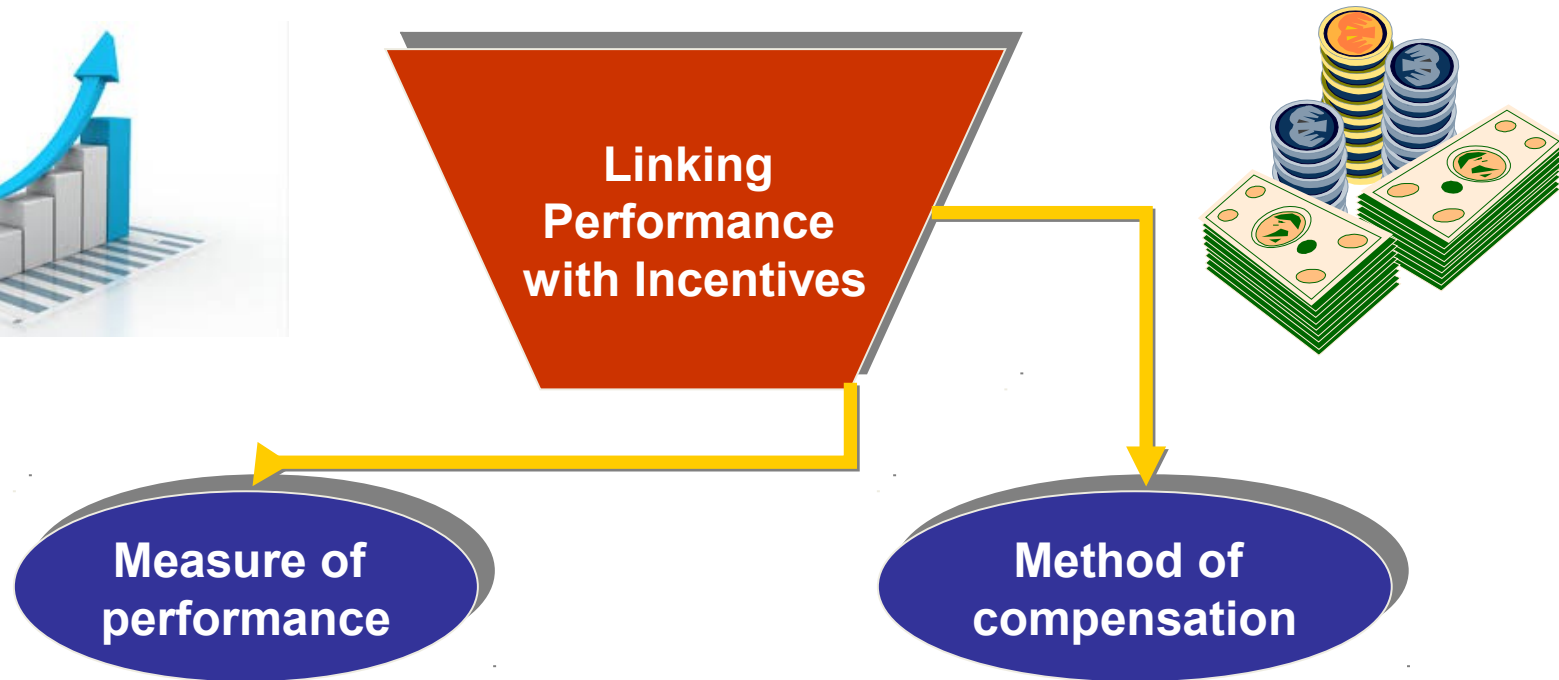 Linking
Performance
with Incentives
Measure of
performance
Method of
compensation